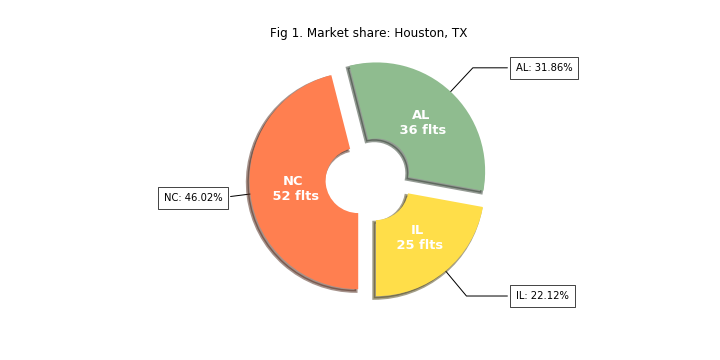 Fig 1. Market share: Houston, TX
AL: 31.86%
AL
36 flts
NC
52 flts
NC: 46.02%
IL
25 flts
IL: 22.12%